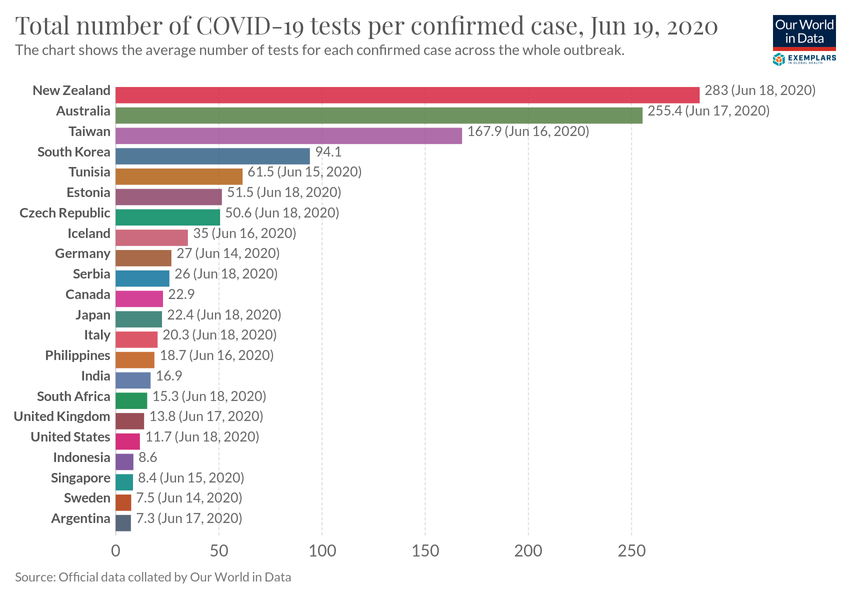 Total number of COVID-19 tests per confirmed case, Jun 19, 2020
The chart shows the average number of tests for each confirmed case across the whole outbreak.
Our World
in Data
EXEMPLARS
IN GLOBAL HEALTH
New Zealand 283 (Jun 18, 2020)
Australia 255.4 (Jun 17, 2020)
Taiwan 167.9 (Jun 16, 2020)
South Korea 94.1
Tunisia 61.5 (Jun 15, 2020)
Estonia 51.5 (Jun 18, 2020)
Czech Republic 50.6 (Jun 18, 2020)
Iceland 35 (Jun 16, 2020)
Germany 27 (Jun 14, 2020)
Serbia 26 (Jun 18, 2020)
Canada 22.9
Japan 22.4 (Jun 18, 2020)
Italy 20.3 (Jun 18, 2020)
Philippines 18.7 (Jun 16, 2020)
India 16.9
South Africa 15.3 (Jun 18, 2020)
United Kingdom 13.8 (Jun 17, 2020)
United States 11.7 (Jun 18, 2020)
Indonesia 8.6
Singapore 8.4 (Jun 15, 2020)
Sweden 7.5 (Jun 14, 2020)
Argentina 7.3 (Jun 17, 2020)
0 50 100 150 200 250
Source: Official data collated by Our World in Data